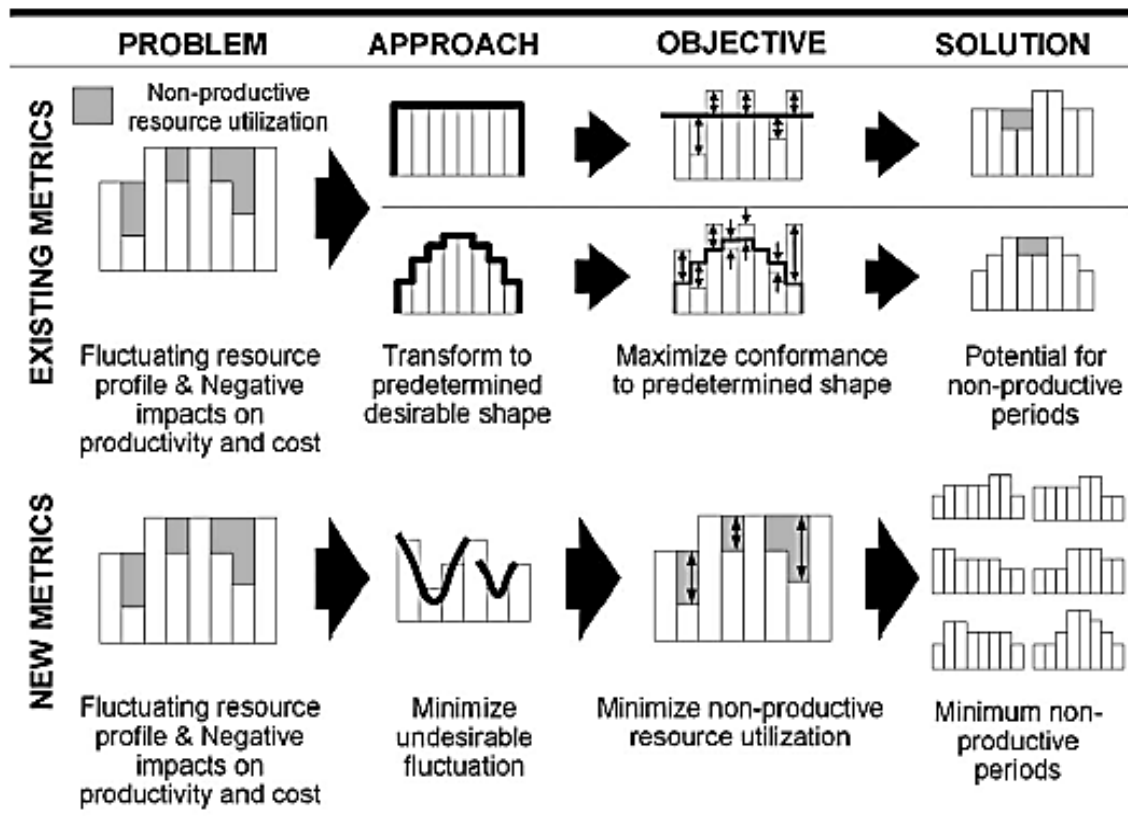 PROBLEM
APPROACH
OBJECTIVE
SOLUTION
EXISTING METRICS
Non-productive
resource utilization
Fluctuating resource
profile & Negative
impacts on
productivity and cost
Transform to
predetermined
desirable shape
Maximize conformance
to predetermined shape
Potential for
non-productive
periods
NEW METRICS
Fluctuating resource
profile & Negative
impacts on
productivity and cost
Minimize
undesirable
fluctuation
Minimize non-productive
resource utilization
Minimum non-
productive
periods